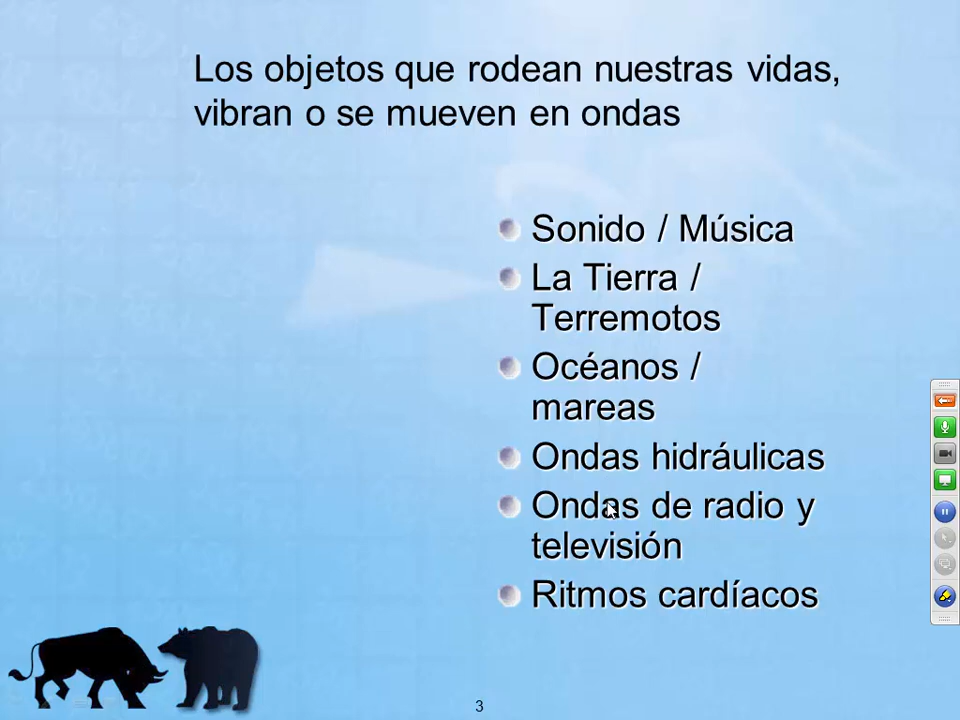 Los objetos que rodean nuestras vidas,
vibran o se mueven en ondas
Sonido / Música
La Tierra /
Terremotos
Océanos /
mareas
Ondas hidráulicas
Ondas de radio y
televisión
Ritmos cardíacos
3